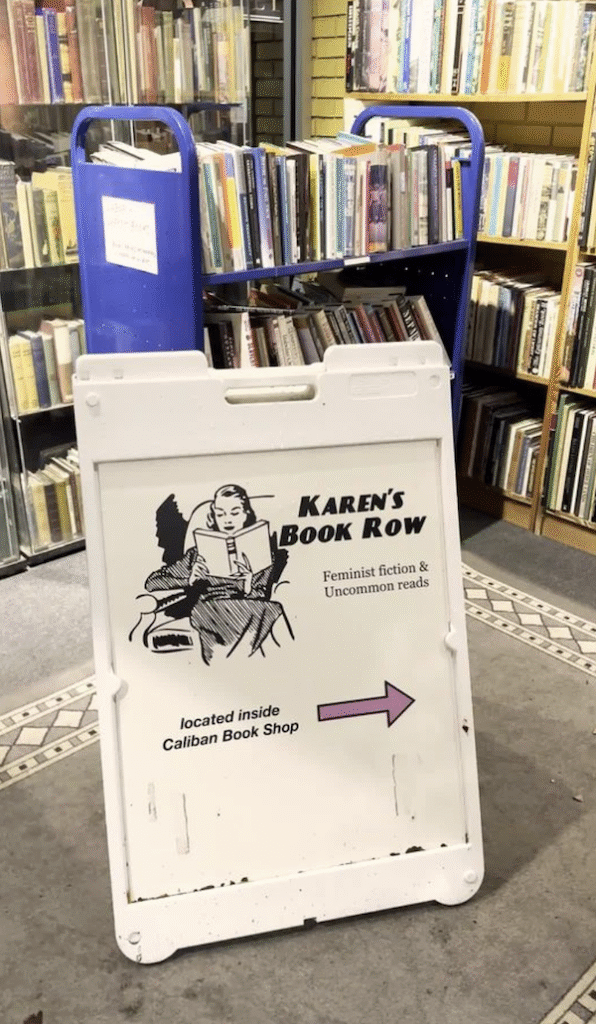 KAREN'S
BOOK ROW
Feminist fiction &
Uncommon reads
located inside
Caliban Book Shop